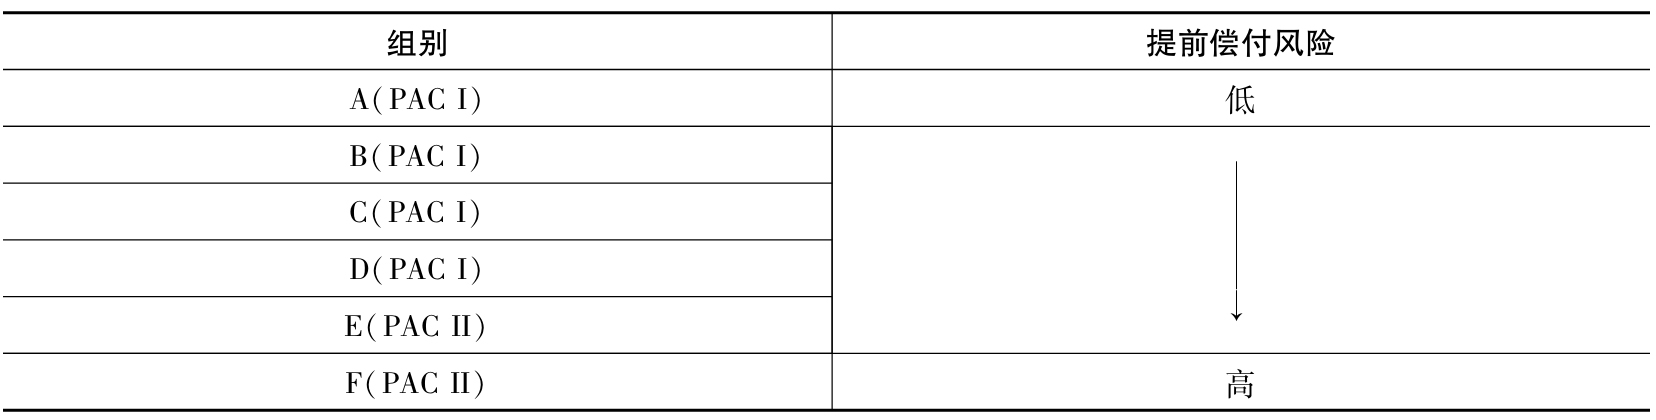 组别 提前偿付风险
A(PAC Ⅰ) 低
B(PAC Ⅰ)
C(PAC Ⅰ)
D(PAC Ⅰ)
E(PAC Ⅱ)
F(PAC Ⅱ) 高